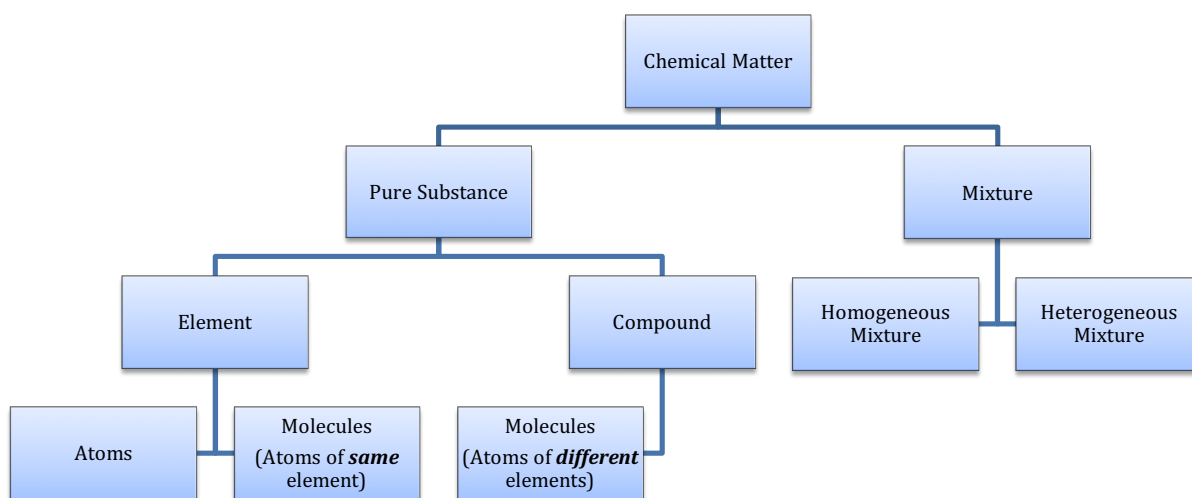 Chemical Matter
Pure Substance
Mixture
Element
Compound
Homogeneous
Mixture
Heterogeneous
Mixture
Atoms
Molecules
(Atoms of same
element)
Molecules
(Atoms of different
elements)